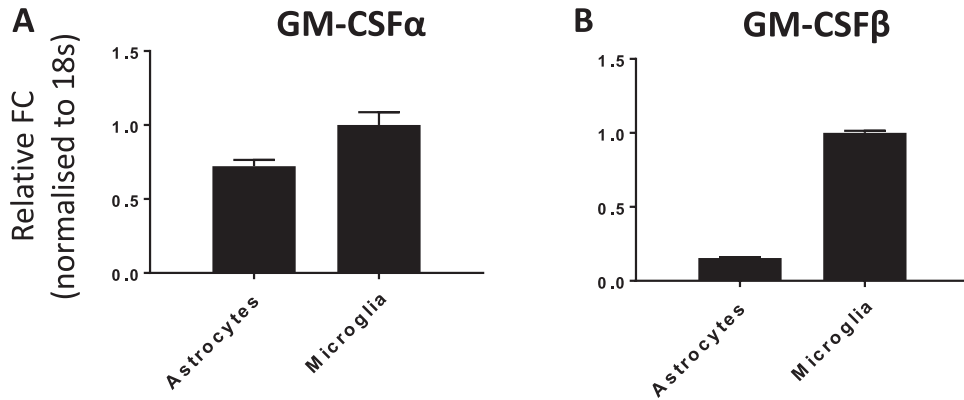 A
GM-CSFα
Relative FC
(normalised to 18s)
1.5
1.0
0.5
0.0
Astrocytes
Microglia
B
GM-CSFβ
1.5
1.0
0.5
0.0
Astrocytes
Microglia